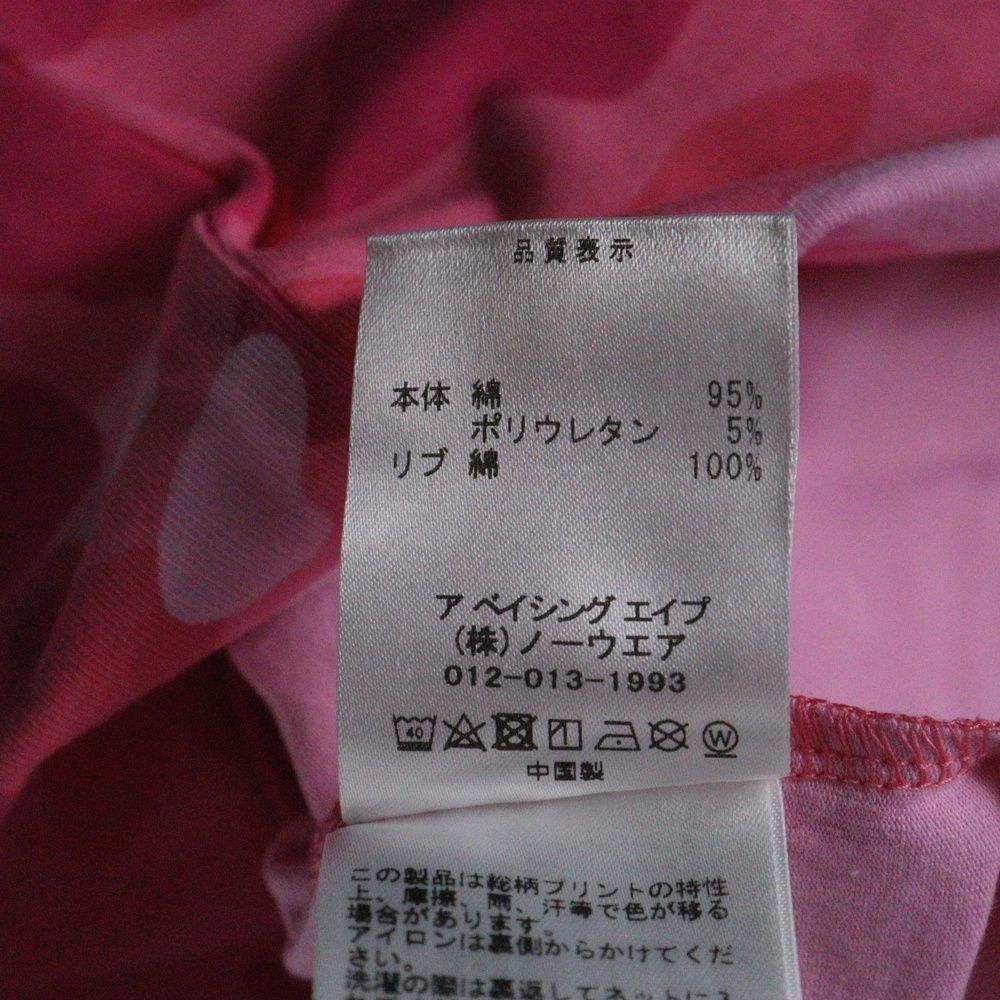 品質表示
本体 綿 95%
ポリウレタン 5%
リブ 綿 100%
ア ベイシング エイプ
(株)ノーウエア
012-013-1993
40
W
中国製
この製品は総柄プリントの特性
上、摩擦、雨、汗等で色が移る
場合があります。
アイロンは裏側からかけてくだ
さい。
洗濯の際は裏返してネットに入